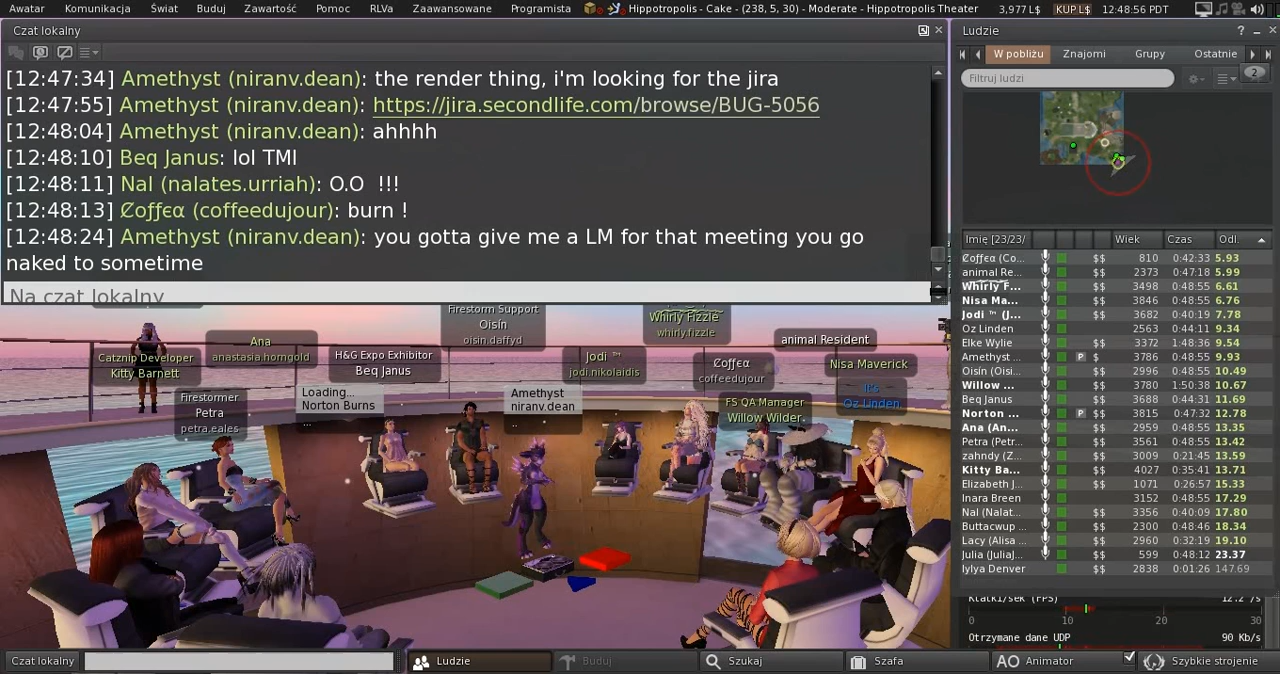 Awatar Komunikacja Świat Buduj Zawartość Pomoc RLVa Zaawansowane Programista Hippotropolis - Cake - (238, 5, 30) - Moderate - Hippotropolis Theater 3,977 L$ KUP L$ 12:48:56 PDT
Czat lokalny
[12:47:34] Amethyst (niranv.dean): the render thing, i'm looking for the jira
[12:47:55] Amethyst (niranv.dean): https://jira.secondlife.com/browse/BUG-5056
[12:48:04] Amethyst (niranv.dean): ahhhh
[12:48:10] Beq Janus: lol TMI
[12:48:11] Nal (nalates.urriah): O.O !!!
[12:48:13] Ȼσƒƒєα (coffeedujour): burn !
[12:48:24] Amethyst (niranv.dean): you gotta give me a LM for that meeting you go
naked to sometime
Na czat lokalny
Ludzie
W pobliżu Znajomi Grupy Ostatnie
Filtruj ludzi
2
Imię [23/23/ Wiek Czas Odl.
Ȼσƒƒєα (Co... $$ 810 0:42:33 5.93
animal Re... $$ 2373 0:47:18 5.99
Whirly F... $$ 3498 0:48:55 6.61
Nisa Ma... $$ 3846 0:48:55 6.76
Jodi ™ (J... $$ 3682 0:40:19 7.78
Oz Linden 2563 0:44:11 9.34
Elke Wylie $$ 3372 1:48:36 9.54
Amethyst ... P $ 3786 0:48:55 9.93
Oisín (Oisi... $$ 2996 0:48:55 10.49
Willow ... $$ 3780 1:50:38 10.67
Beq Janus $$ 3688 0:44:31 11.69
Norton ... P $$ 3815 0:47:32 12.78
Ana (An... $$ 2959 0:48:55 13.35
Petra (Petr... $$ 3561 0:48:55 13.42
zahndy (Z... $$ 3009 0:21:45 13.59
Kitty Ba... $$ 4027 0:35:41 13.71
Elizabeth J... $$ 1071 0:26:57 15.33
Inara Breen 3152 0:48:55 17.29
Nal (Nalat... $$ 3356 0:40:09 17.80
Buttacwup ... $$ 2300 0:48:46 18.34
Lacy (Alisa ... $$ 2960 0:32:19 19.10
Julia (JuliaJ... $$ 599 0:48:12 23.37
Iylya Denver $$ 2838 0:01:26 147.69
Klatki/sek (FPS) 12.2 /s
0 10 20 30
Otrzymane dane UDP 90 Kb/s
Firestorm Support
Oisín
oisin.daffyd
Whirly Fizzle
whirly.fizzle
Catznip Developer
Kitty Barnett
Ana
anastasia.horngold
H&G Expo Exhibitor
Beq Janus
Jodi ™
jodi.nikolaidis
animal Resident
Ȼσƒƒєα
coffeedujour
Nisa Maverick
It's
Oz Linden
Firestormer
Petra
petra.eales
Loading...
Norton Burns
...
Amethyst
niranv.dean
..
FS QA Manager
Willow Wilder
Czat lokalny Ludzie Buduj Szukaj Szafa AO Animator Szybkie strojenie